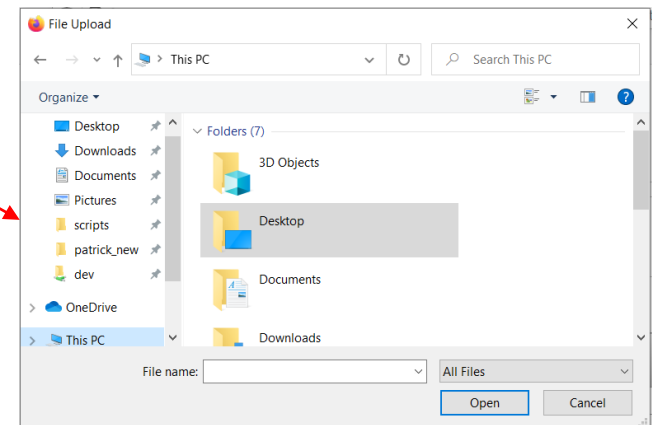 File Upload
This PC
Search This PC
Organize
Desktop
Downloads
Documents
Pictures
scripts
patrick_new
dev
OneDrive
This PC
Folders (7)
3D Objects
Desktop
Documents
Downloads
File name:
All Files
Open
Cancel